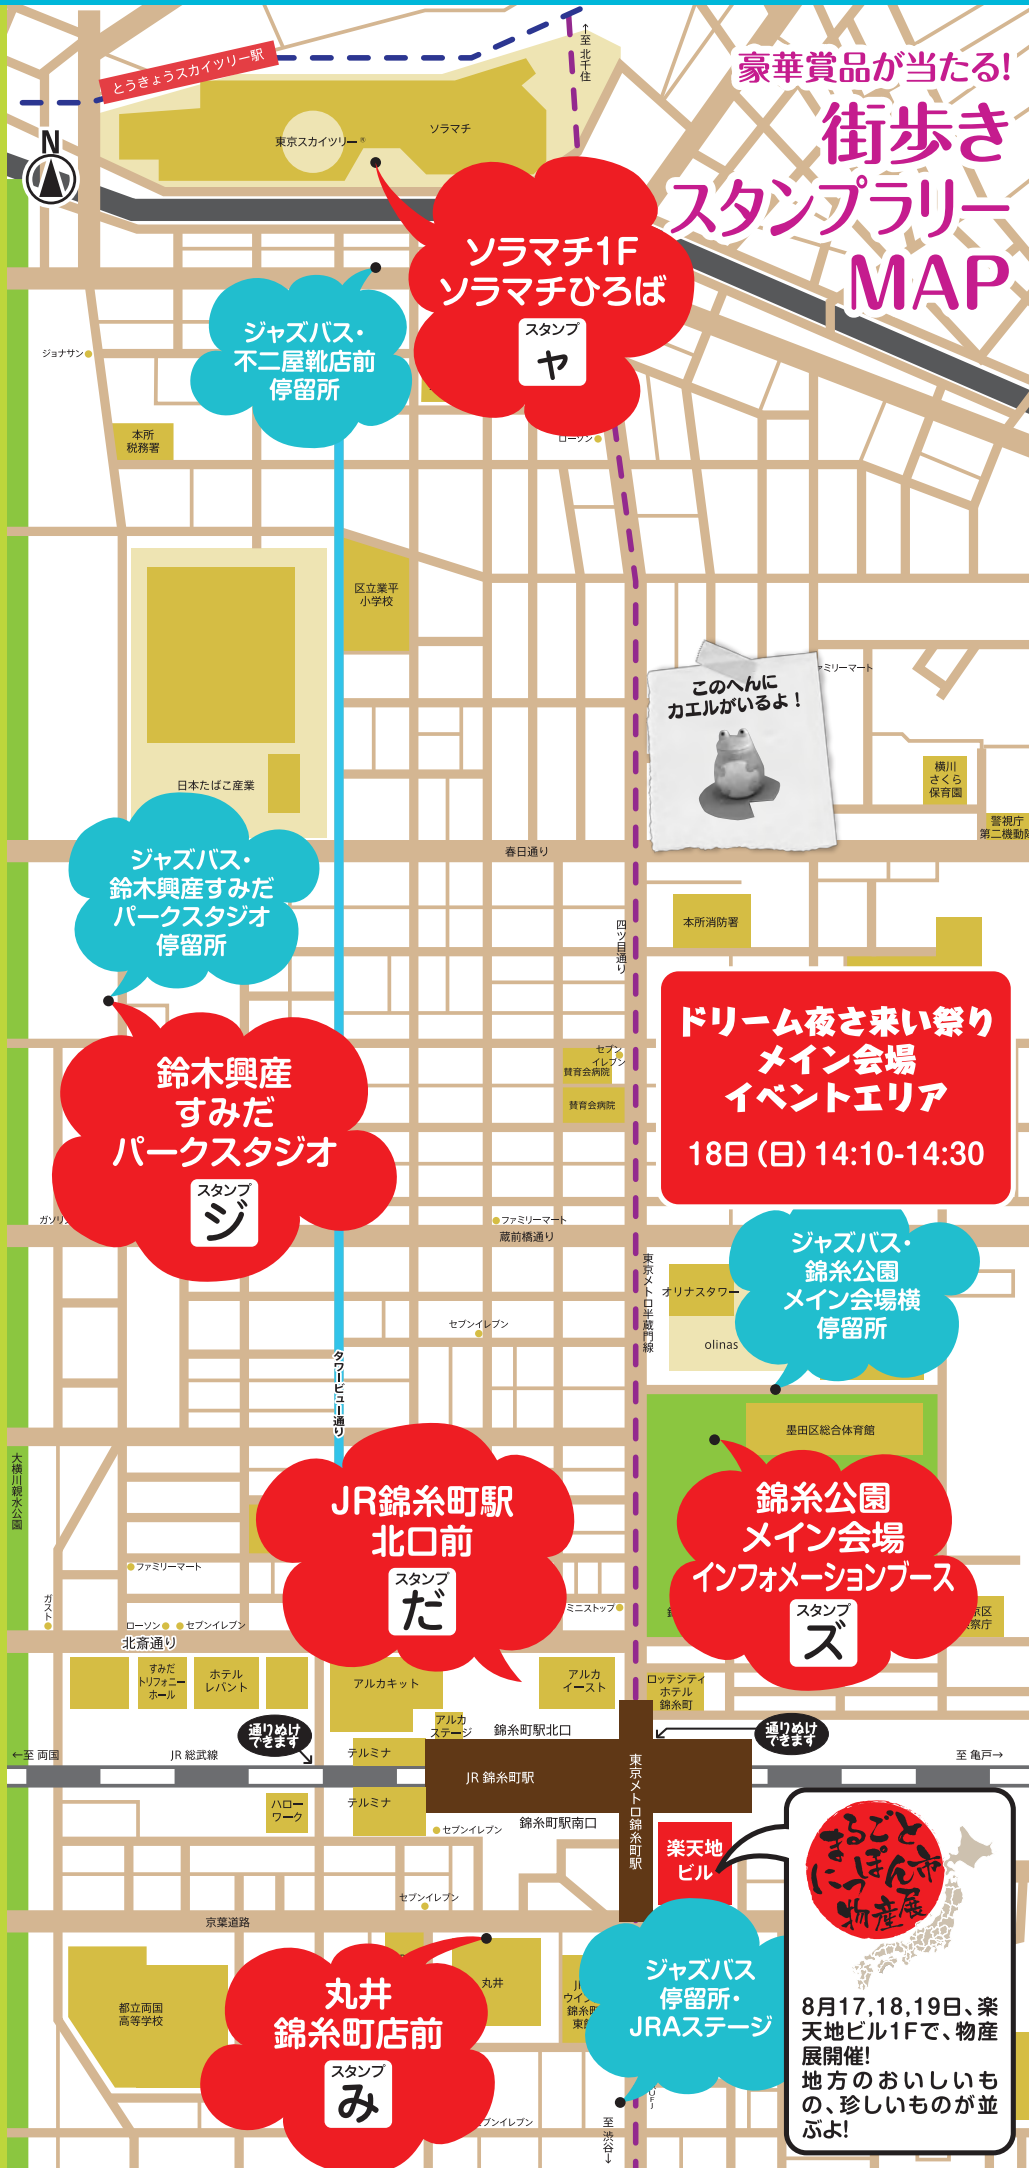 豪華賞品が当たる!
街歩き
スタンプラリー
MAP
←至 北千住
とうきょうスカイツリー駅
N
東京スカイツリー®
ソラマチ
ソラマチ1F
ソラマチひろば
スタンプ
ャ
ジャズバス・
不二屋靴店前
停留所
ジョナサン
本所
税務署
ローソン
区立業平
小学校
このへんに
カエルがいるよ!
ァミリーマート
日本たばこ産業
横川
さくら
保育園
警視庁
第二機動隊
春日通り
ジャズバス・
鈴木興産すみだ
パークスタジオ
停留所
四ツ目通り
本所消防署
鈴木興産
すみだ
パークスタジオ
スタンプ
ジ
セブン
イレブン
賛育会病院
賛育会病院
ドリーム夜さ来い祭り
メイン会場
イベントエリア
18日(日)14:10-14:30
ガソリ
ファミリーマート
蔵前橋通り
東京メトロ半蔵門線
オリナスタワー
olinas
ジャズバス・
錦糸公園
メイン会場横
停留所
セブンイレブン
タワービュー通り
墨田区総合体育館
大横川親水公園
JR錦糸町駅
北口前
スタンプ
だ
錦糸公園
メイン会場
インフォメーションブース
スタンプ
ズ
ファミリーマート
ガスト
ローソン
セブンイレブン
ミニストップ
北斎通り
すみだ
トリフォニー
ホール
ホテル
レパント
アルカキット
アルカ
イースト
ロッテシティ
ホテル
錦糸町
アルカ
ステージ
錦糸町駅北口
通りぬけ
できます
通りぬけ
できます
←至 両国
JR 総武線
テルミナ
JR 錦糸町駅
東京メトロ錦糸町駅
至 亀戸→
ハロー
ワーク
テルミナ
セブンイレブン
錦糸町駅南口
楽天地
ビル
まるごと
にっぽん市
物産展
セブンイレブン
京葉道路
丸井
都立両国
高等学校
丸井
錦糸町店前
スタンプ
み
ジャズバス
停留所・
JRAステージ
8月17,18,19日、楽
天地ビル1Fで、物産
展開催!
地方のおいしいも
の、珍しいものが並
ぶよ!
ブンイレブン
至 渋谷→